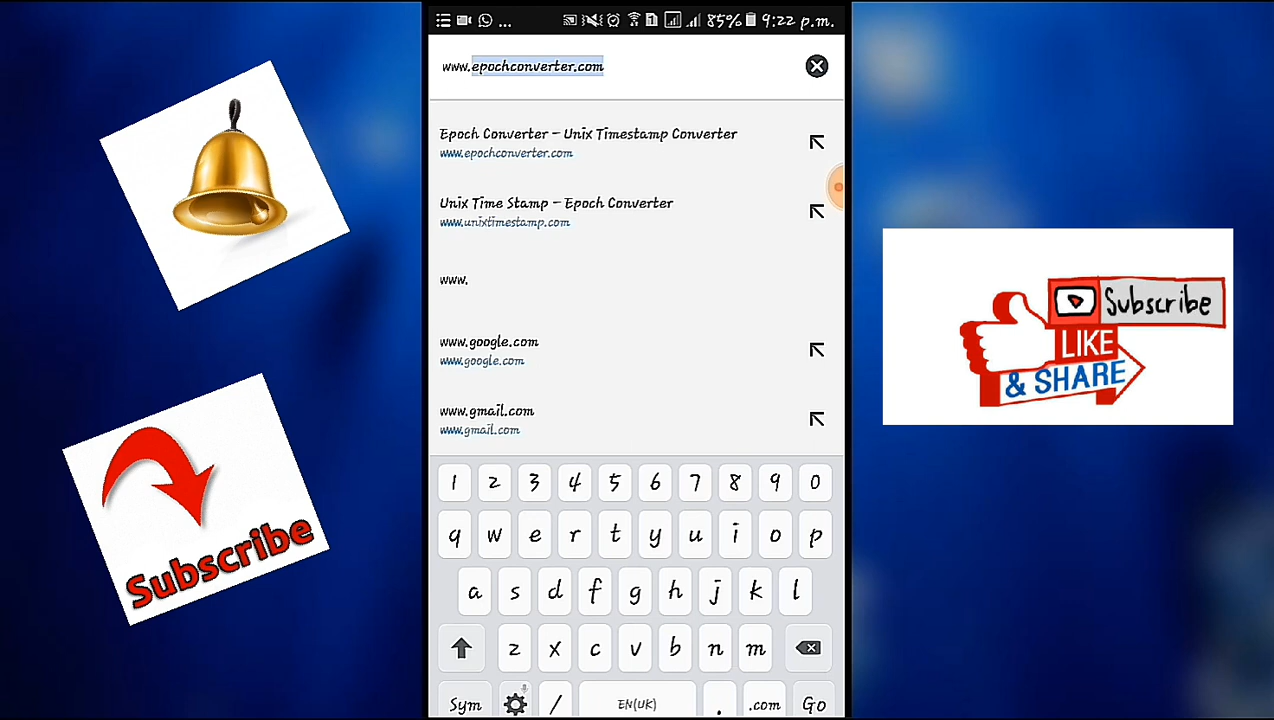 ... 85% 9:22 p.m.
www.epochconverter.com
Epoch Converter - Unix Timestamp Converter
www.epochconverter.com
Unix Time Stamp - Epoch Converter
www.unixtimestamp.com
www.
www.google.com
www.google.com
www.gmail.com
www.gmail.com
1 2 3 4 5 6 7 8 9 0
q w e r t y u i o p
a s d f g h j k l
z x c v b n m
Sym / EN(UK) . .com Go
Subscribe
Subscribe
LIKE
& SHARE